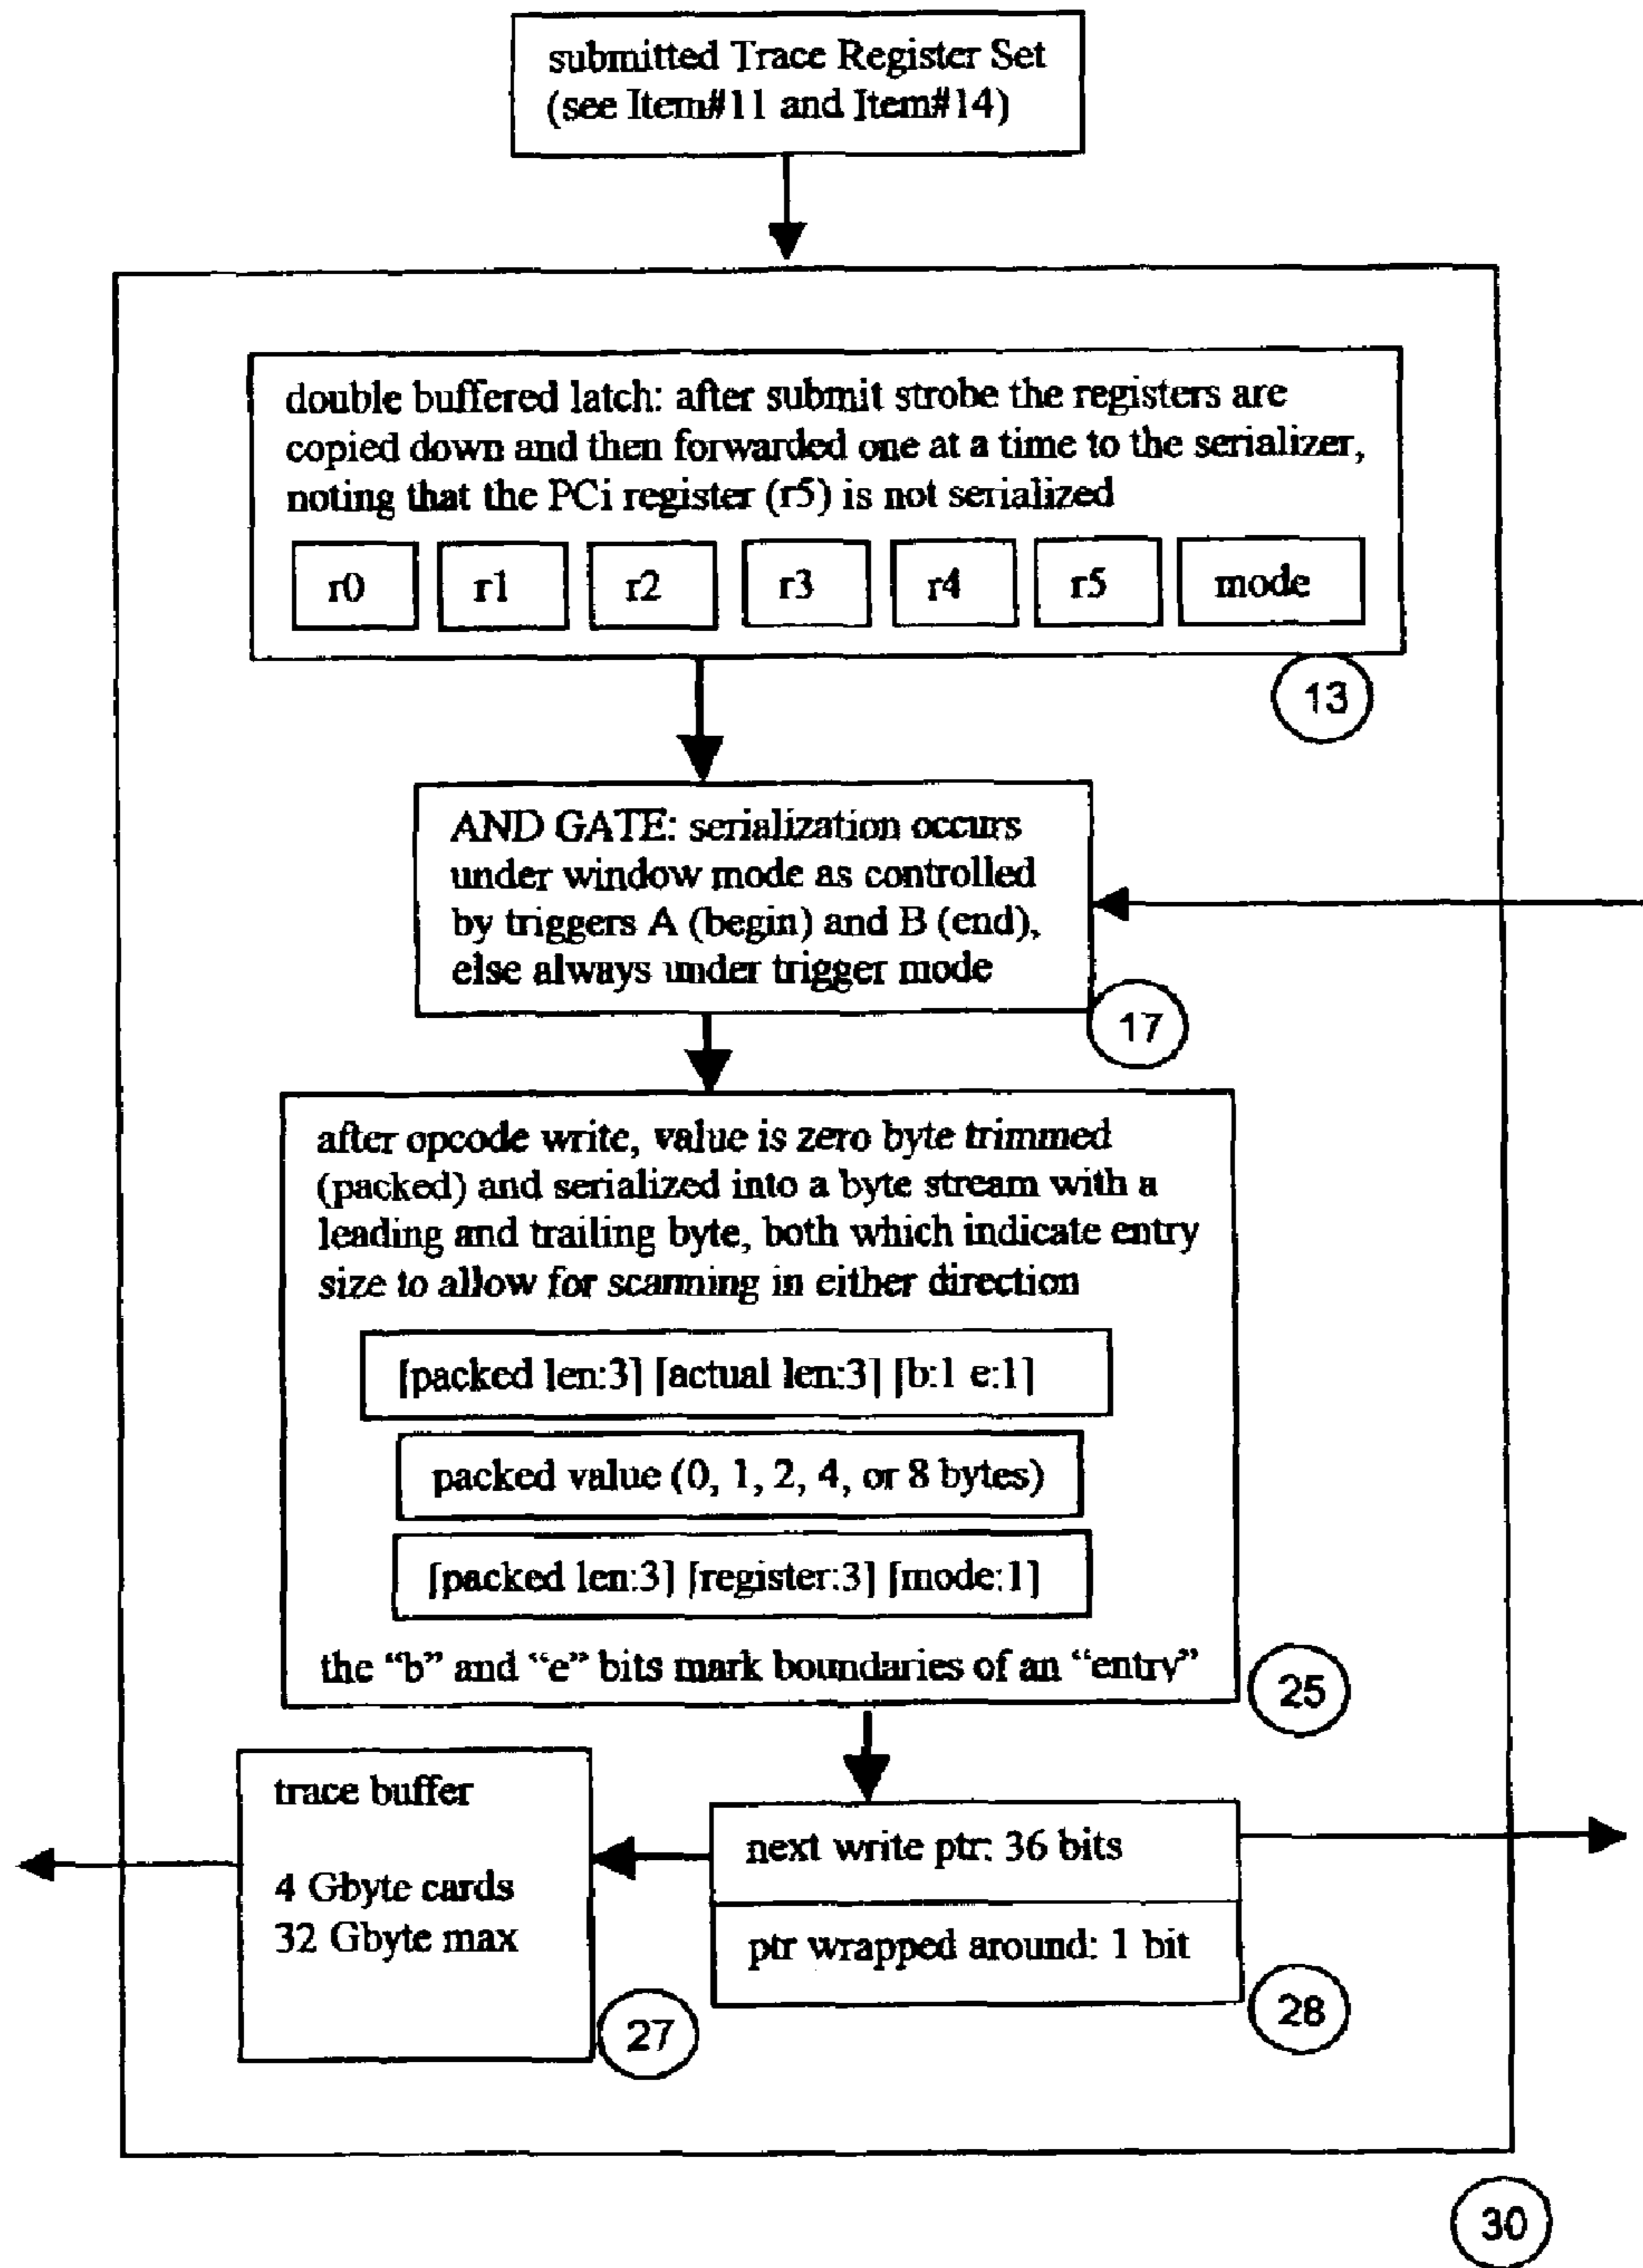 submitted Trace Register Set
(see Item#11 and Item#14)
double buffered latch: after submit strobe the registers are
copied down and then forwarded one at a time to the serializer,
noting that the PCi register (r5) is not serialized
r0 r1 r2 r3 r4 r5 mode
13
AND GATE: serialization occurs
under window mode as controlled
by triggers A (begin) and B (end),
else always under trigger mode
17
after opcode write, value is zero byte trimmed
(packed) and serialized into a byte stream with a
leading and trailing byte, both which indicate entry
size to allow for scanning in either direction
[packed len:3] [actual len:3] [b:1 e:1]
packed value (0, 1, 2, 4, or 8 bytes)
[packed len:3] [register:3] [mode:1]
the “b” and “e” bits mark boundaries of an “entry”
25
trace buffer
4 Gbyte cards
32 Gbyte max
27
next write ptr: 36 bits
ptr wrapped around: 1 bit
28
30